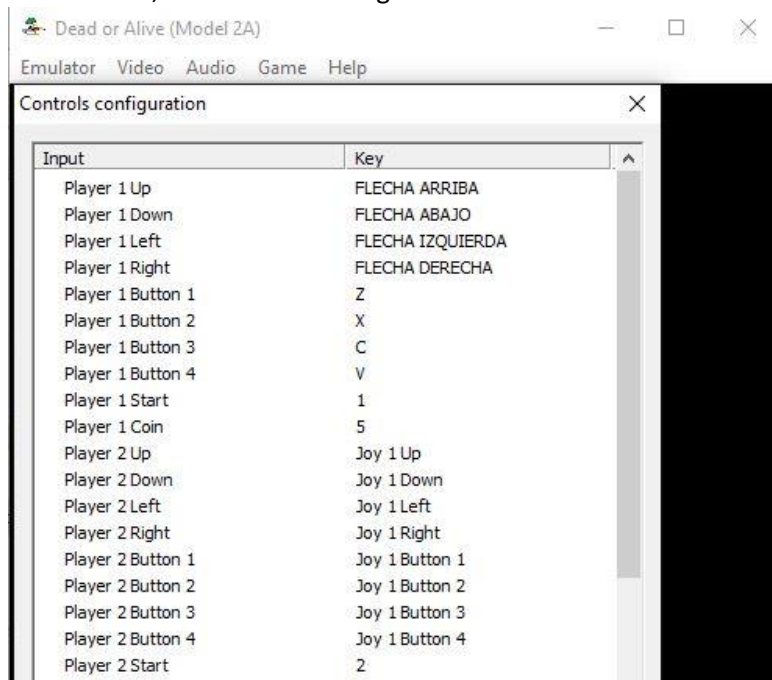 Dead or Alive (Model 2A)
Emulator Video Audio Game Help
Controls configuration
Input Key
Player 1 Up FLECHA ARRIBA
Player 1 Down FLECHA ABAJO
Player 1 Left FLECHA IZQUIERDA
Player 1 Right FLECHA DERECHA
Player 1 Button 1 Z
Player 1 Button 2 X
Player 1 Button 3 C
Player 1 Button 4 V
Player 1 Start 1
Player 1 Coin 5
Player 2 Up Joy 1 Up
Player 2 Down Joy 1 Down
Player 2 Left Joy 1 Left
Player 2 Right Joy 1 Right
Player 2 Button 1 Joy 1 Button 1
Player 2 Button 2 Joy 1 Button 2
Player 2 Button 3 Joy 1 Button 3
Player 2 Button 4 Joy 1 Button 4
Player 2 Start 2